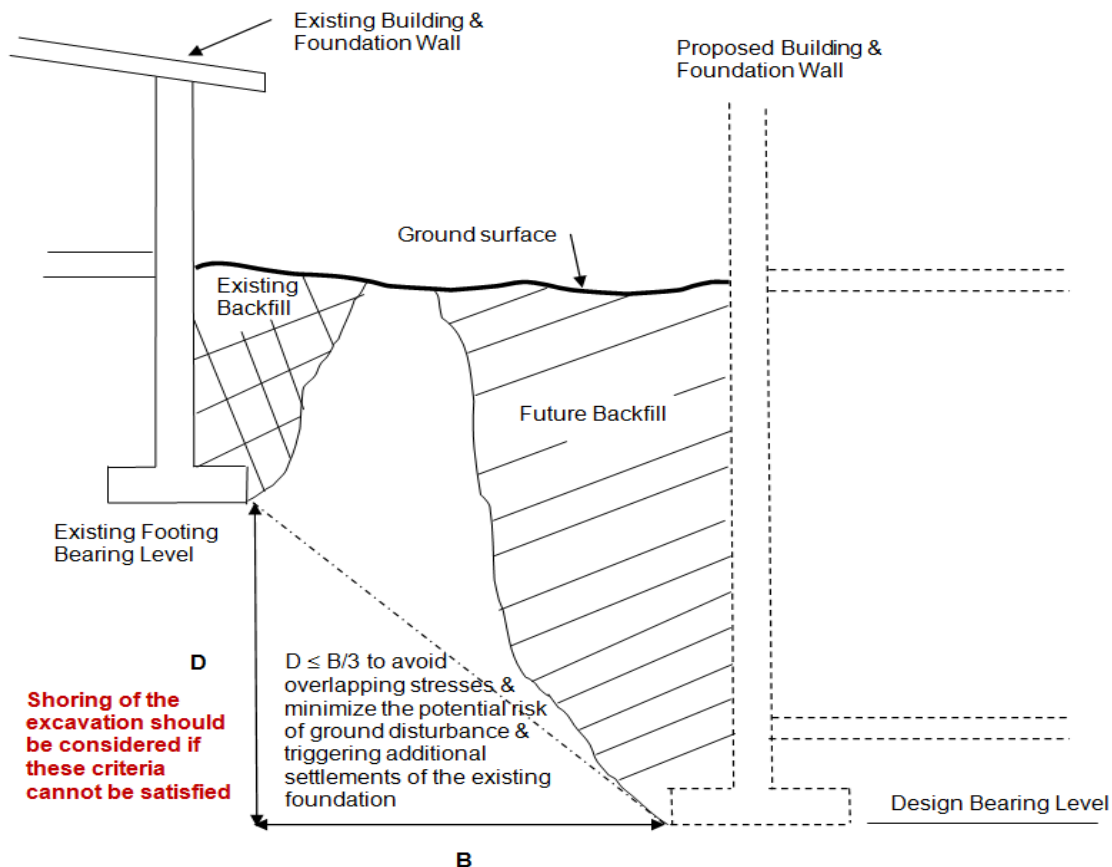 Existing Building &
Foundation Wall
Proposed Building &
Foundation Wall
Ground surface
Existing
Backfill
Future Backfill
Existing Footing
Bearing Level
D
Shoring of the
excavation should
be considered if
these criteria
cannot be satisfied
D ≤ B/3 to avoid
overlapping stresses &
minimize the potential risk
of ground disturbance &
triggering additional
settlements of the existing
foundation
Design Bearing Level
B